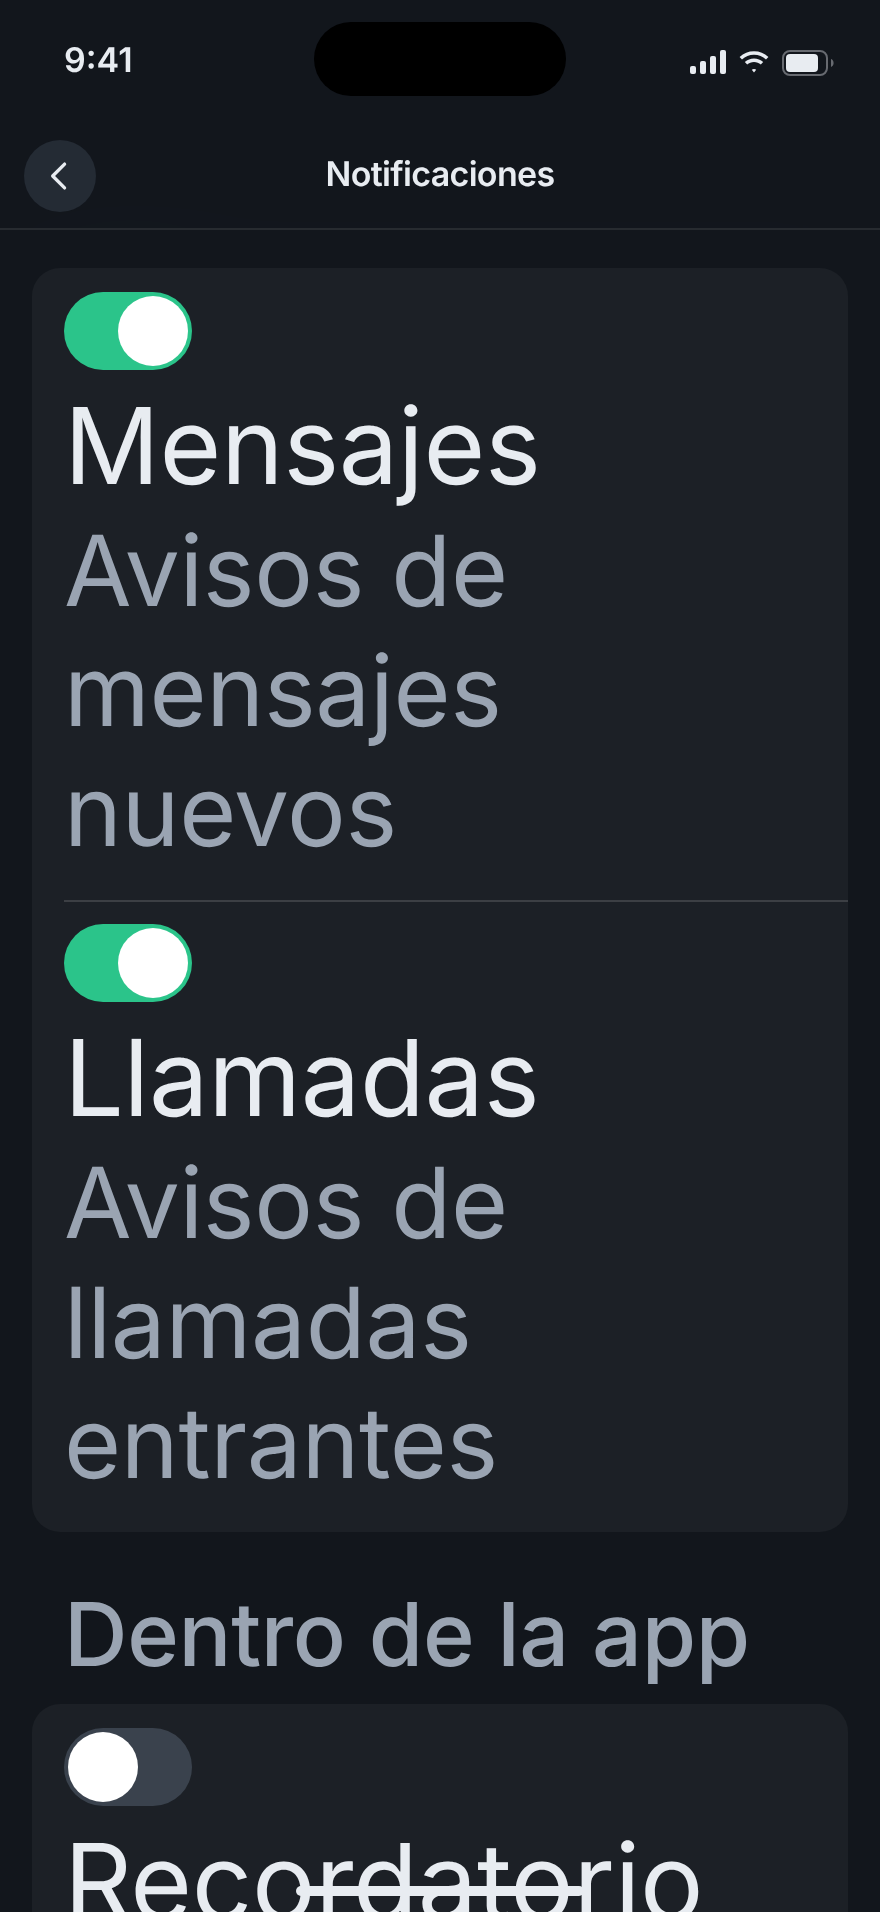 9:41
Notificaciones
Mensajes
Avisos de
mensajes
nuevos
Llamadas
Avisos de
llamadas
entrantes
Dentro de la app
Recordatorio